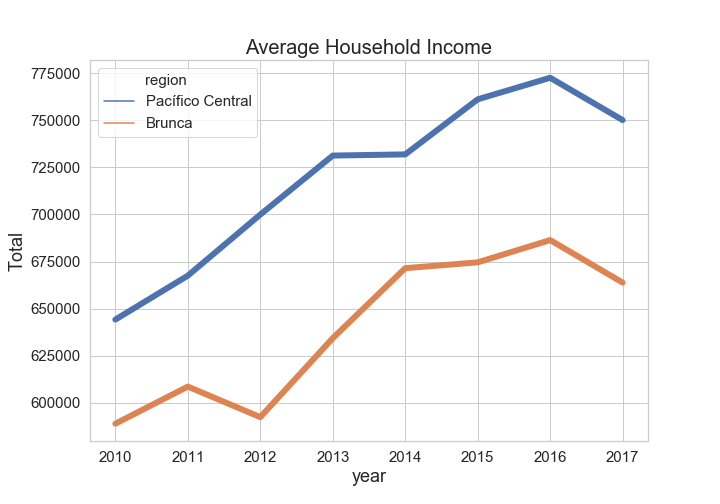 Average Household Income
region
Pacífico Central
Brunca
Total
775000
750000
725000
700000
675000
650000
625000
600000
2010 2011 2012 2013 2014 2015 2016 2017
year